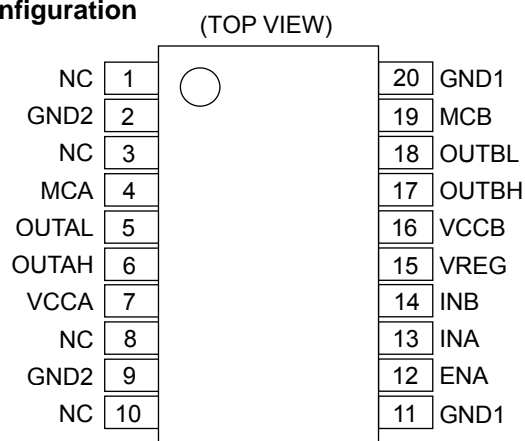 nfiguration
(TOP VIEW)
NC 1 20 GND1
GND2 2 19 MCB
NC 3 18 OUTBL
MCA 4 17 OUTBH
OUTAL 5 16 VCCB
OUTAH 6 15 VREG
VCCA 7 14 INB
NC 8 13 INA
GND2 9 12 ENA
NC 10 11 GND1